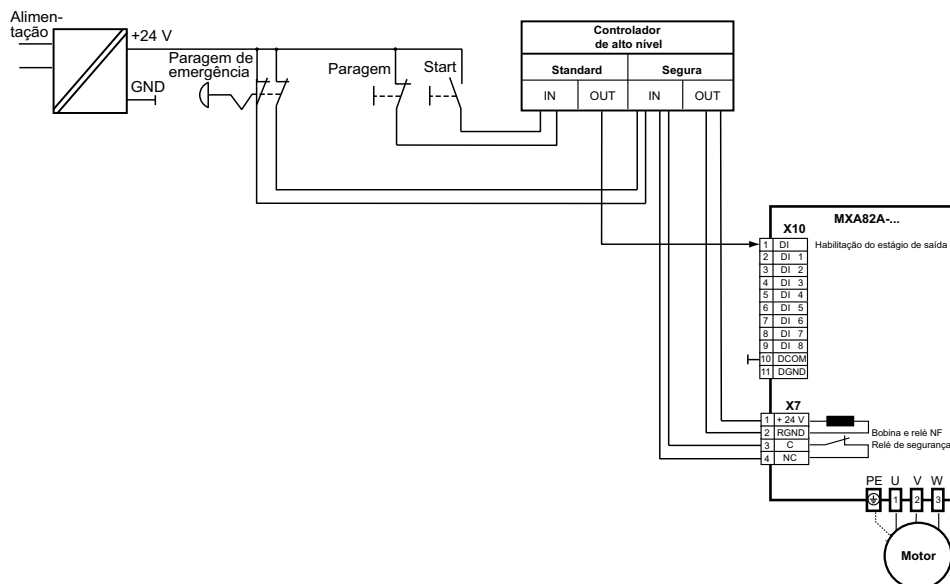 Alimen-
tação
+24 V
GND
Paragem de
emergência
Paragem
Start
Controlador
de alto nível
Standard
Segura
IN
OUT
IN
OUT
MXA82A-...
X10
1 DI
Habilitação do estágio de saída
2 DI 1
3 DI 2
4 DI 3
5 DI 4
6 DI 5
7 DI 6
8 DI 7
9 DI 8
10 DCOM
11 DGND
X7
1 + 24 V
2 RGND
3 C
4 NC
Bobina e relé NF
Relé de segurança
PE U V W
1 2 3
Motor